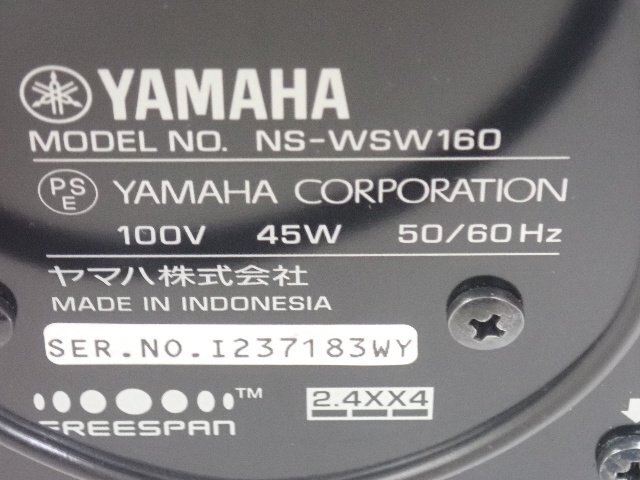 YAMAHA
MODEL NO. NS-WSW160
PS
E
YAMAHA CORPORATION
100V 45W 50/60Hz
ヤマハ株式会社
MADE IN INDONESIA
SER.NO.I237183WY
™
FREESPAN
2.4XX4